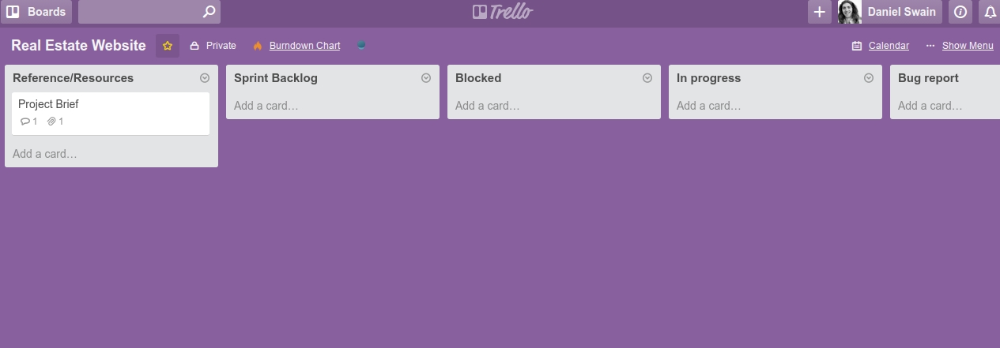 Boards
Trello
Daniel Swain
Real Estate Website
Private
Burndown Chart
Calendar
Show Menu
Reference/Resources
Project Brief
1
1
Add a card…
Sprint Backlog
Add a card…
Blocked
Add a card…
In progress
Add a card…
Bug report
Add a card…